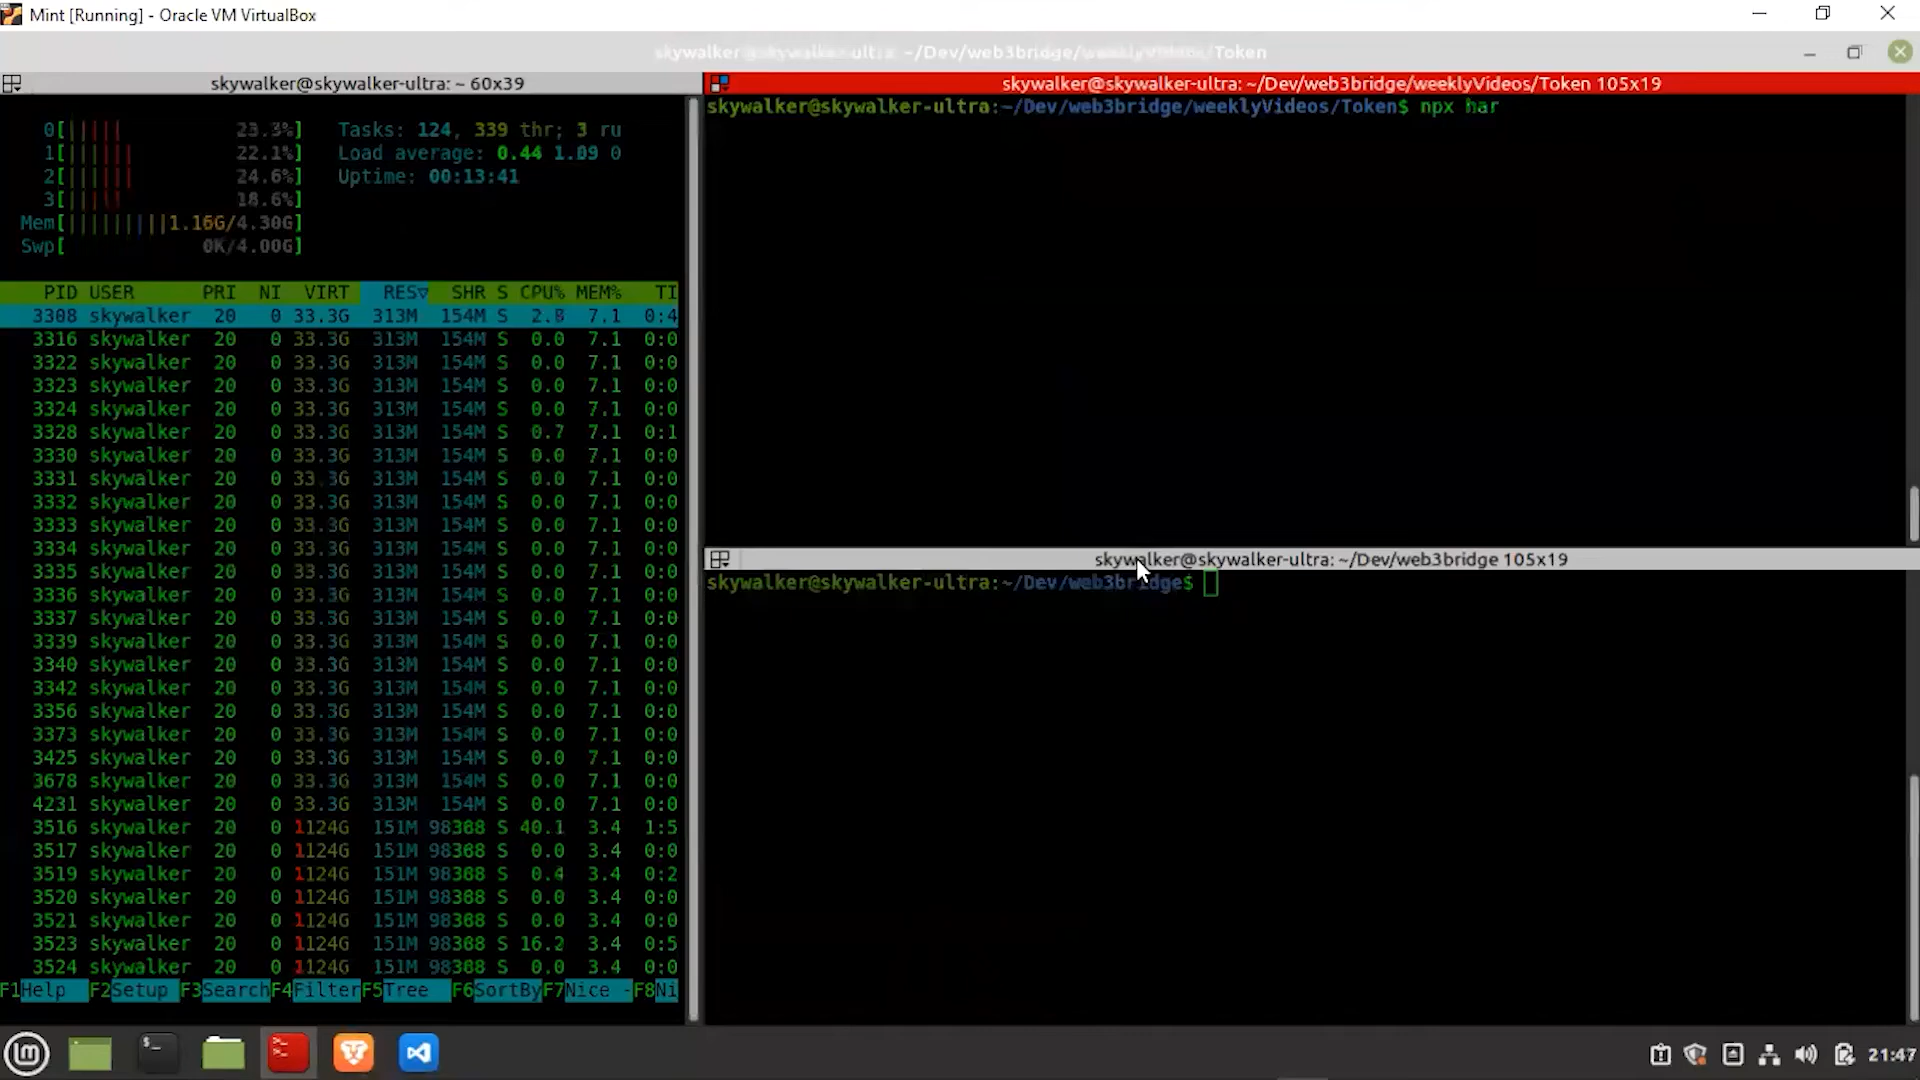 Mint [Running] - Oracle VM VirtualBox
skywalker@skywalker-ultra: ~/Dev/web3bridge/weeklyVideos/Token
skywalker@skywalker-ultra: ~ 60x39
0[||||| 23.3%] Tasks: 124, 339 thr; 3 ru
1[|||||| 22.1%] Load average: 0.44 1.09 0
2[|||||| 24.6%] Uptime: 00:13:41
3[||||| 18.6%]
Mem[||||||||||1.16G/4.30G]
Swp[ 0K/4.00G]
PID USER PRI NI VIRT RES▽ SHR S CPU% MEM% TI
3308 skywalker 20 0 33.3G 313M 154M S 2.8 7.1 0:4
3316 skywalker 20 0 33.3G 313M 154M S 0.0 7.1 0:0
3322 skywalker 20 0 33.3G 313M 154M S 0.0 7.1 0:0
3323 skywalker 20 0 33.3G 313M 154M S 0.0 7.1 0:0
3324 skywalker 20 0 33.3G 313M 154M S 0.0 7.1 0:0
3328 skywalker 20 0 33.3G 313M 154M S 0.7 7.1 0:1
3330 skywalker 20 0 33.3G 313M 154M S 0.0 7.1 0:0
3331 skywalker 20 0 33.3G 313M 154M S 0.0 7.1 0:0
3332 skywalker 20 0 33.3G 313M 154M S 0.0 7.1 0:0
3333 skywalker 20 0 33.3G 313M 154M S 0.0 7.1 0:0
3334 skywalker 20 0 33.3G 313M 154M S 0.0 7.1 0:0
3335 skywalker 20 0 33.3G 313M 154M S 0.0 7.1 0:0
3336 skywalker 20 0 33.3G 313M 154M S 0.0 7.1 0:0
3337 skywalker 20 0 33.3G 313M 154M S 0.0 7.1 0:0
3339 skywalker 20 0 33.3G 313M 154M S 0.0 7.1 0:0
3340 skywalker 20 0 33.3G 313M 154M S 0.0 7.1 0:0
3342 skywalker 20 0 33.3G 313M 154M S 0.0 7.1 0:0
3356 skywalker 20 0 33.3G 313M 154M S 0.0 7.1 0:0
3373 skywalker 20 0 33.3G 313M 154M S 0.0 7.1 0:0
3425 skywalker 20 0 33.3G 313M 154M S 0.0 7.1 0:0
3678 skywalker 20 0 33.3G 313M 154M S 0.0 7.1 0:0
4231 skywalker 20 0 33.3G 313M 154M S 0.0 7.1 0:0
3516 skywalker 20 0 1124G 151M 98368 S 40.1 3.4 1:5
3517 skywalker 20 0 1124G 151M 98368 S 0.0 3.4 0:0
3519 skywalker 20 0 1124G 151M 98368 S 0.4 3.4 0:2
3520 skywalker 20 0 1124G 151M 98368 S 0.0 3.4 0:0
3521 skywalker 20 0 1124G 151M 98368 S 0.0 3.4 0:0
3523 skywalker 20 0 1124G 151M 98368 S 16.2 3.4 0:5
3524 skywalker 20 0 1124G 151M 98368 S 0.0 3.4 0:0
F1Help F2Setup F3SearchF4FilterF5Tree F6SortByF7Nice -F8Ni
skywalker@skywalker-ultra: ~/Dev/web3bridge/weeklyVideos/Token 105x19
skywalker@skywalker-ultra:~/Dev/web3bridge/weeklyVideos/Token$ npx har
skywalker@skywalker-ultra: ~/Dev/web3bridge 105x19
skywalker@skywalker-ultra:~/Dev/web3bridge$
21:47